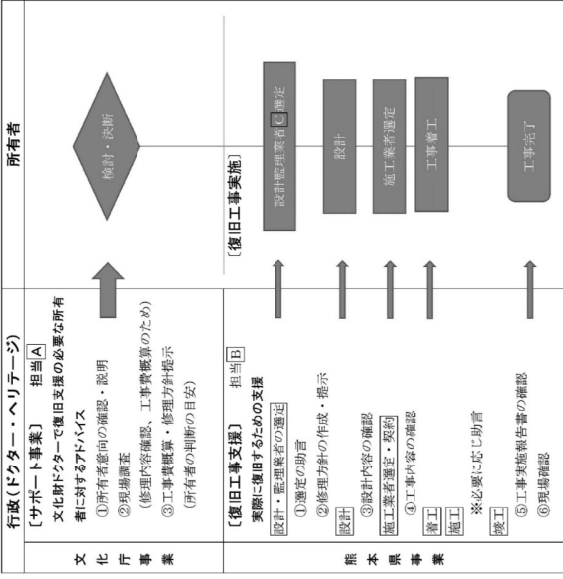 行政(ドクター・ヘリテージ)
所有者
文化庁事業
［サポート事業］ 担当A
文化財ドクターで復旧支援の必要な所有
者に対するアドバイス
①所有者意向の確認・説明
②現場調査
(修理内容確認、工事費概算のため)
③工事費概算・修理方針提示
(所有者の判断の目安)
検討・決断
熊本県事業
［復旧工事支援］ 担当B
実際に復旧するための支援
設計・監理業者の選定
①選定の助言
②修理方針の作成・提示
設計
③設計内容の確認
施工業者選定・契約
④工事内容の確認
着工
施工
※必要に応じ助言
竣工
⑤工事実施報告書の確認
⑥現場確認
［復旧工事実施］
設計監理業者C選定
設計
施工業者選定
工事着工
工事完了